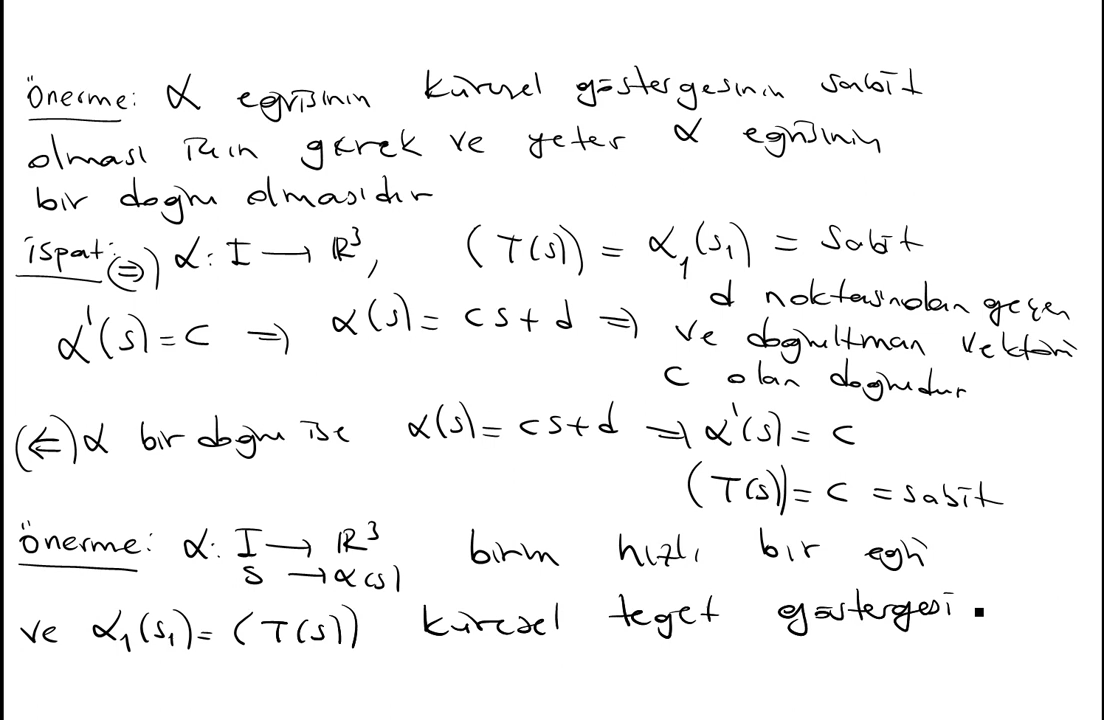 Önerme: α eğrisinin küresel göstergesinin sabit
olması için gerek ve yeter α eğrisinin
bir doğru olmasıdır
ispat: (⇒) α: I → ℝ³, (T(s)) = α₁(s₁) = Sabit
α'(s) = c ⇒ α(s) = cs + d ⇒ d noktasından geçen
ve doğrultman vektörü
c olan doğrudur
(⇐) α bir doğru ise α(s) = cs + d ⇒ α'(s) = c
(T(s)) = c = sabit
Önerme: α: I → ℝ³ birim hızlı bir eğri
s → α(s)
ve α₁(s₁) = (T(s)) küresel teğet göstergesi